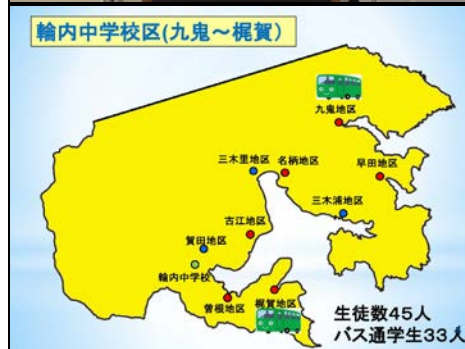 輪内中学校区(九鬼～梶賀)
九鬼地区
三木里地区
名柄地区
早田地区
三木浦地区
古江地区
賀田地区
輪内中学校
曽根地区
梶賀地区
生徒数45人
バス通学生33人